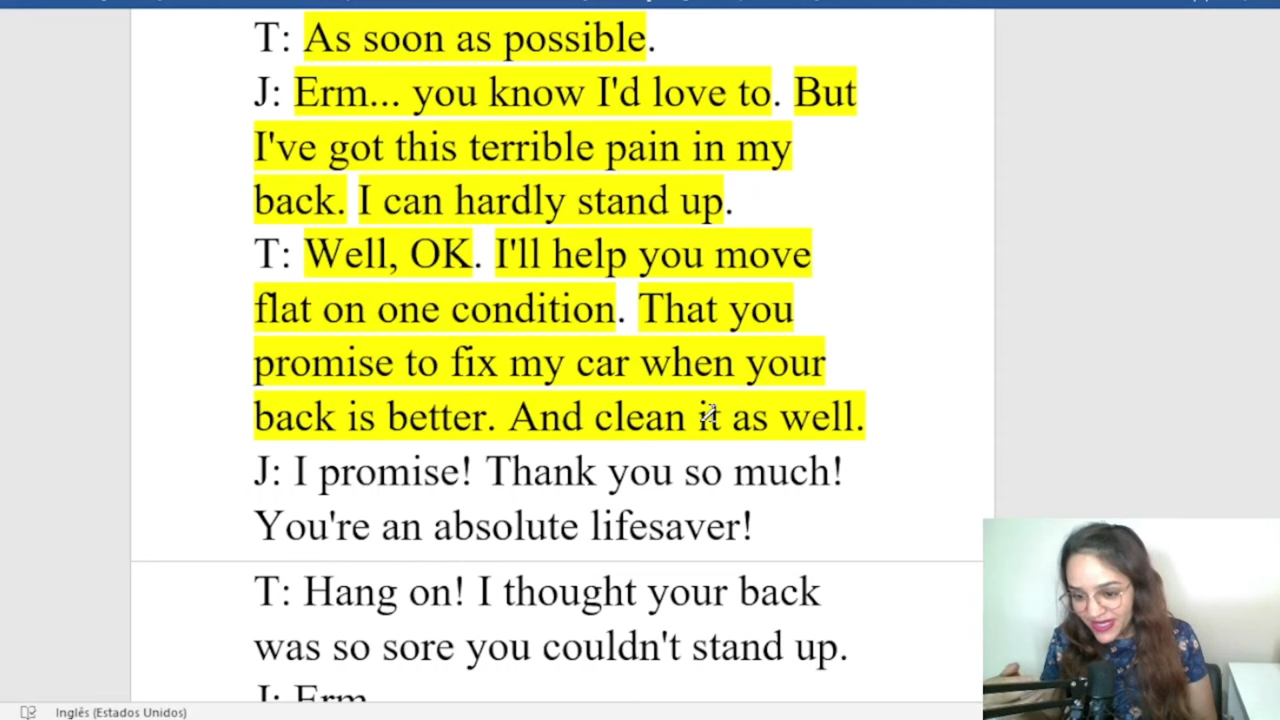 T: As soon as possible.
J: Erm... you know I'd love to. But
I've got this terrible pain in my
back. I can hardly stand up.
T: Well, OK. I'll help you move
flat on one condition. That you
promise to fix my car when your
back is better. And clean it as well.
J: I promise! Thank you so much!
You're an absolute lifesaver!
T: Hang on! I thought your back
was so sore you couldn't stand up.
J: Erm
Inglês (Estados Unidos)